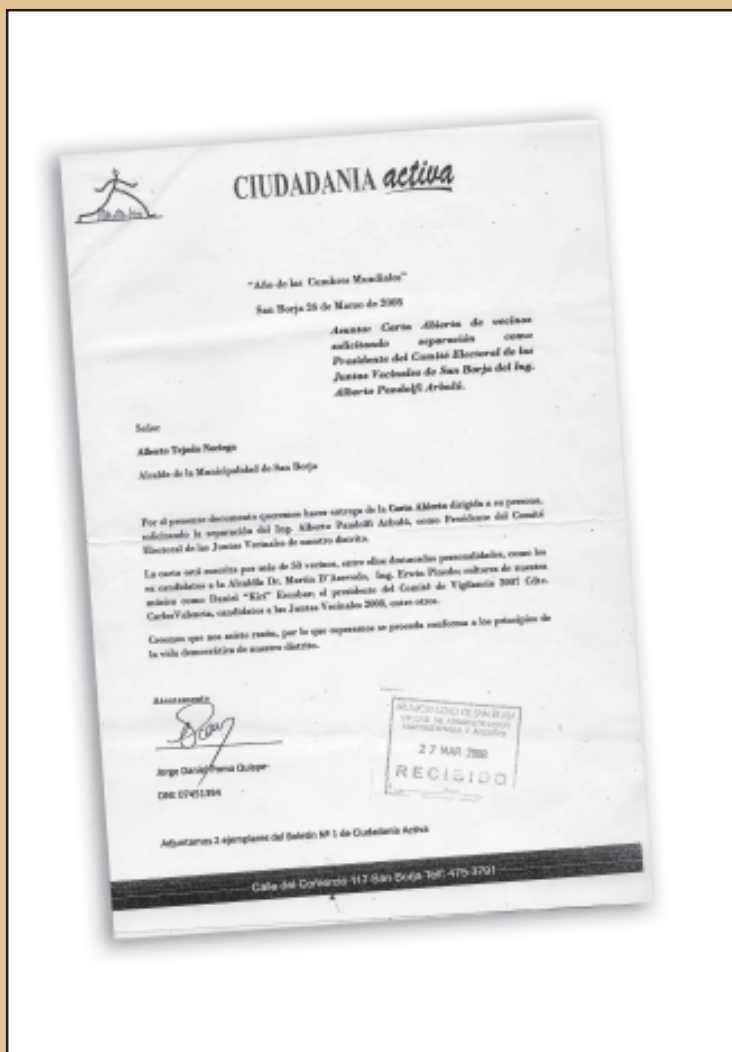 CIUDADANIA activa
"Año de las Cumbres Mundiales"
San Borja 26 de Marzo de 2008
Asunto: Carta Abierta de vecinos
solicitando separación como
Presidente del Comité Electoral de las
Juntas Vecinales de San Borja del Ing.
Alberto Pandolfi Arbulú.
Señor
Alberto Tejada Noriega
Alcalde de la Municipalidad de San Borja
Por el presente documento queremos hacer entrega de la Carta Abierta dirigida a su persona,
solicitando la separación del Ing. Alberto Pandolfi Arbulú, como Presidente del Comité
Electoral de las Juntas Vecinales de nuestro distrito.
La carta está suscrita por más de 50 vecinos, entre ellos destacadas personalidades, como los
ex candidatos a la Alcaldía Dr. Martín D'Azevedo, Ing. Erwin Pinedo; cultores de nuestra
música como Daniel "Kiri" Escobar; el presidente del Comité de Vigilancia 2007 Cdte.
Carlos Valencia, candidatos a las Juntas Vecinales 2008, entre otros.
Creemos que nos asiste razón, por lo que esperamos se proceda conforme a los principios de
la vida democrática de nuestro distrito.
Atentamente
Jorge Daniel Poma Quispe
DNI: 07451394
MUNICIPALIDAD DE SAN BORJA
27 MAR 2008
RECIBIDO
Adjuntamos 2 ejemplares del Boletín Nº 1 de Ciudadanía Activa
Calle del Comercio 117 San Borja Telf: 475-3791